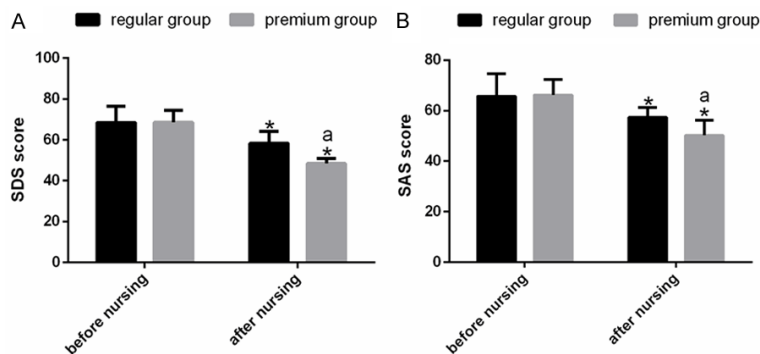 A
regular group premium group
SDS score
100
80
60
40
20
0
*
a
*
before nursing
after nursing
B
regular group premium group
SAS score
80
60
40
20
0
*
a
*
before nursing
after nursing